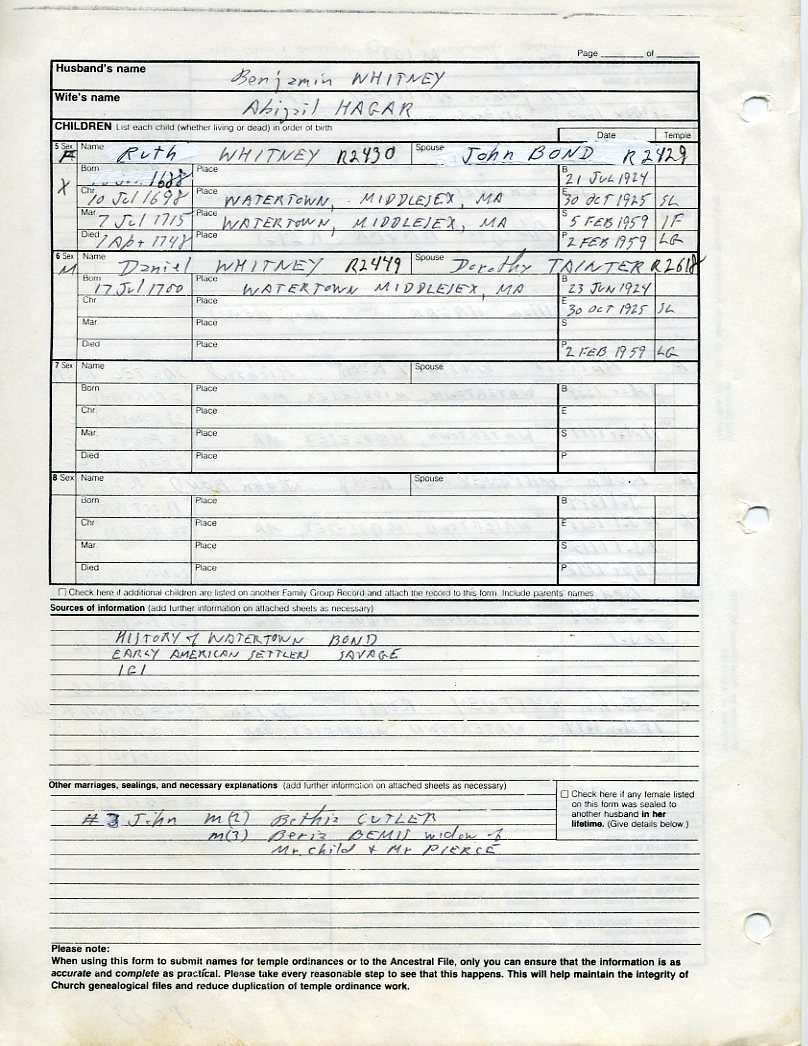 Page ____ of ____
Husband's name Benjamin WHITNEY
Wife's name Abigail HAGAR
CHILDREN List each child (whether living or dead) in order of birth Date Temple
5 Sex F Name Ruth WHITNEY R2430 Spouse John BOND R2429
X Born 1688 Place B 21 JUL 1924
Chr 10 Jul 1698 Place WATERTOWN, MIDDLESEX, MA E 30 OCT 1925 SL
Mar. 7 Jul 1715 Place WATERTOWN, MIDDLESEX, MA S 5 FEB 1959 IF
Died 1 Apr 1748 Place P 2 FEB 1959 LG
6 Sex M Name Daniel WHITNEY R2449 Spouse Dorothy TAINTER R2618
Born 17 Jul 1700 Place WATERTOWN MIDDLESEX, MA B 23 JUN 1924
Chr Place E 30 OCT 1925 SL
Mar. Place S
Died Place P 2 FEB 1959 LG
7 Sex Name Spouse
Born Place B
Chr. Place E
Mar. Place S
Died Place P
8 Sex Name Spouse
Born Place B
Chr Place E
Mar. Place S
Died Place P
☐ Check here if additional children are listed on another Family Group Record and attach the record to this form. Include parents' names
Sources of information (add further information on attached sheets as necessary)
HISTORY of WATERTOWN BOND
EARLY AMERICAN SETTLERS SAVAGE
IGI
Other marriages, sealings, and necessary explanations (add further information on attached sheets as necessary)
☐ Check here if any female listed
on this form was sealed to
another husband in her
lifetime. (Give details below.)
# 3 John m(2) Bethia CUTLER
m(3) BEMIS widow of
Mr. Child & Mr PIERCE
Please note:
When using this form to submit names for temple ordinances or to the Ancestral File, only you can ensure that the information is as
accurate and complete as practical. Please take every reasonable step to see that this happens. This will help maintain the integrity of
Church genealogical files and reduce duplication of temple ordinance work.